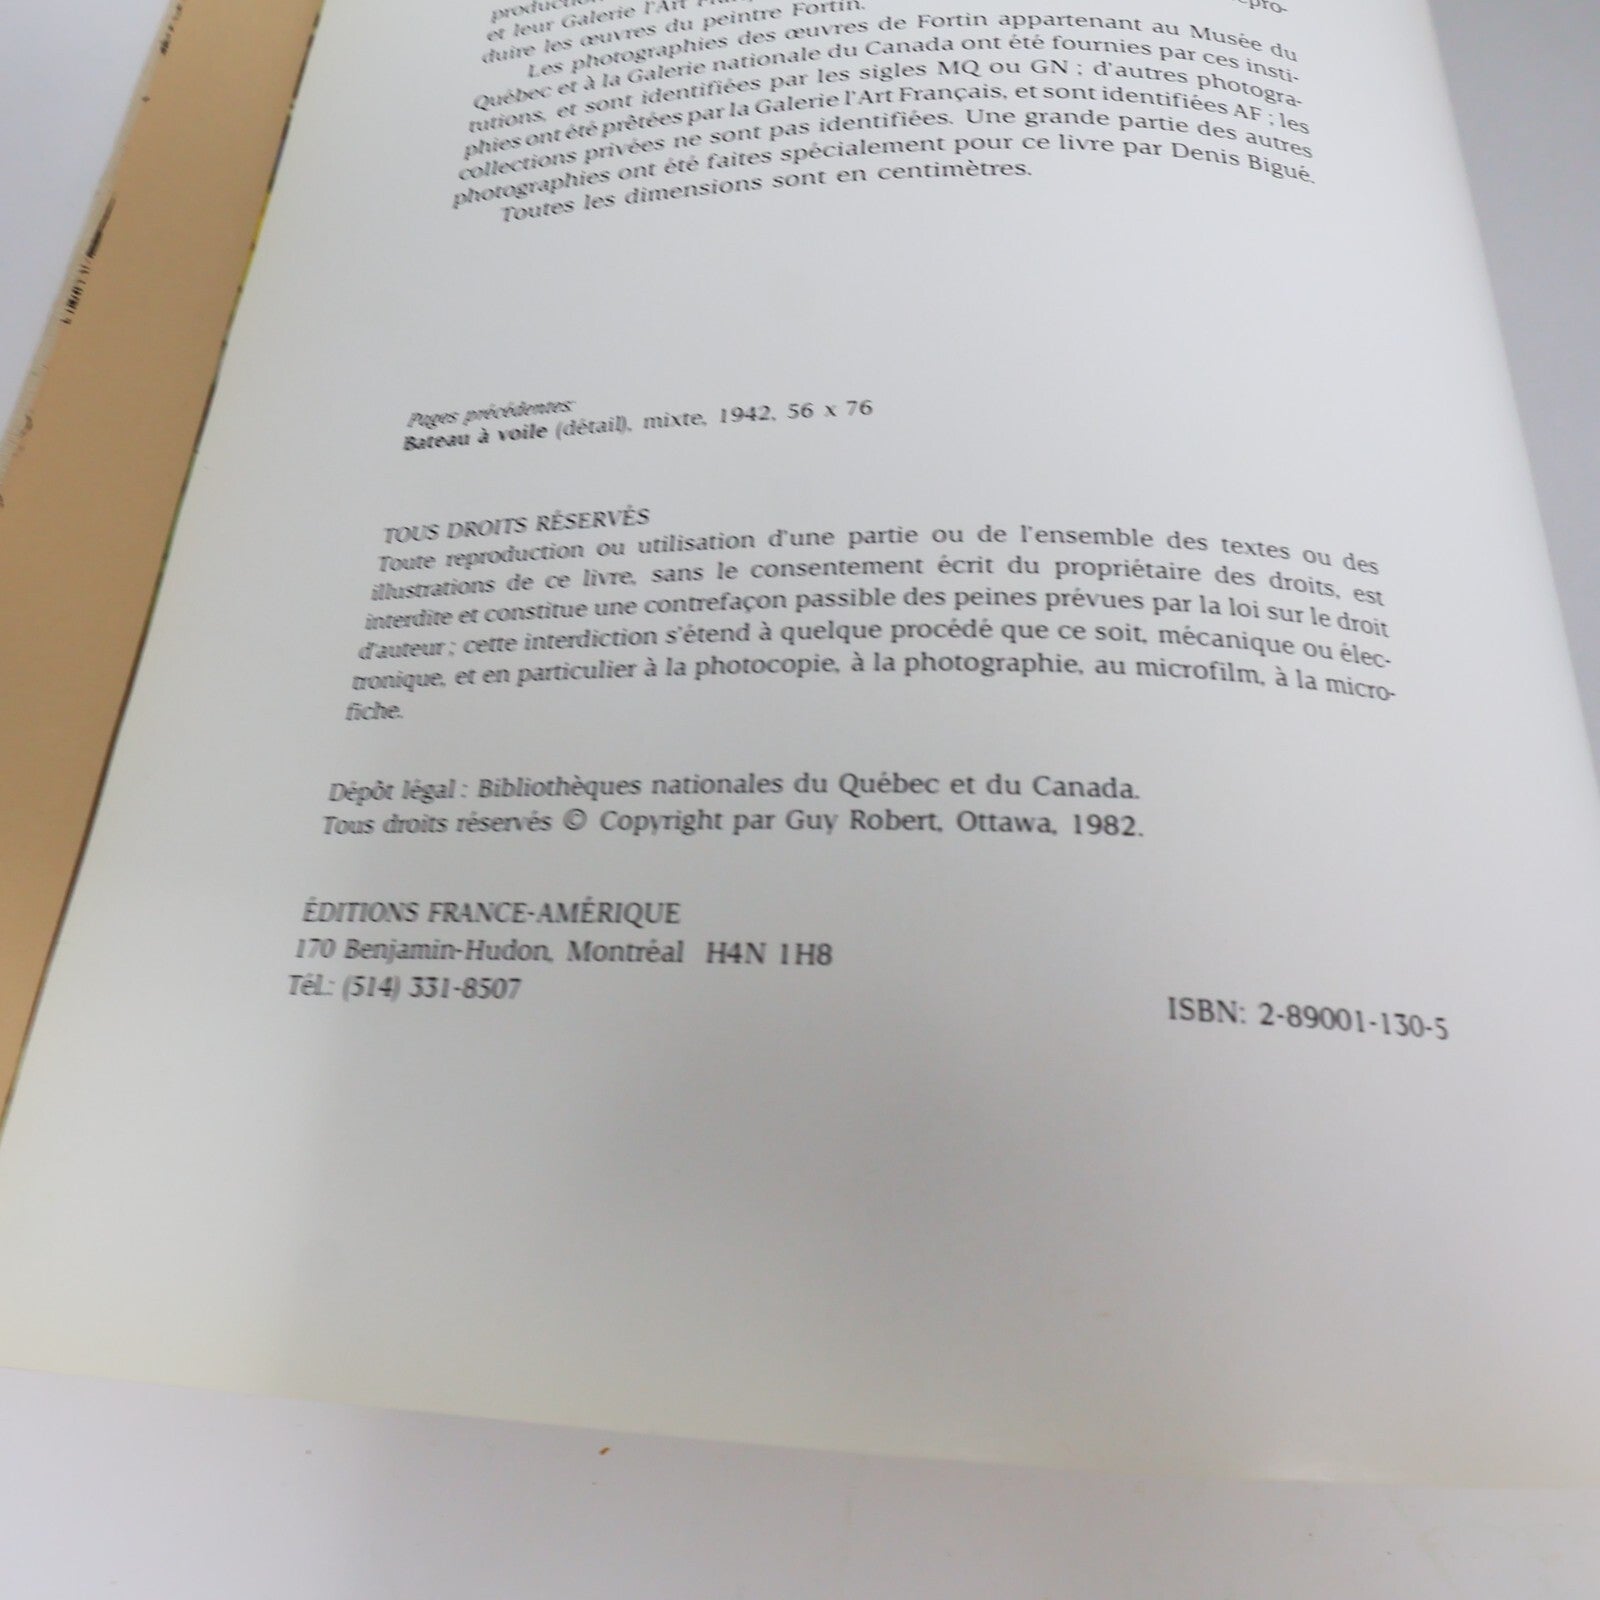 et leur Galerie l'Art
duire les œuvres du peintre Fortin.
Les photographies des œuvres de Fortin appartenant au Musée du
Québec et à la Galerie nationale du Canada ont été fournies par ces insti-
tutions, et sont identifiées par les sigles MQ ou GN ; d'autres photogra-
phies ont été prêtées par la Galerie l'Art Français, et sont identifiées AF ; les
collections privées ne sont pas identifiées. Une grande partie des autres
photographies ont été faites spécialement pour ce livre par Denis Bigué.
Toutes les dimensions sont en centimètres.
Pages précédentes:
Bateau à voile (détail), mixte, 1942, 56 x 76
TOUS DROITS RÉSERVÉS
Toute reproduction ou utilisation d'une partie ou de l'ensemble des textes ou des
illustrations de ce livre, sans le consentement écrit du propriétaire des droits, est
interdite et constitue une contrefaçon passible des peines prévues par la loi sur le droit
d'auteur ; cette interdiction s'étend à quelque procédé que ce soit, mécanique ou élec-
tronique, et en particulier à la photocopie, à la photographie, au microfilm, à la micro-
fiche.
Dépôt légal : Bibliothèques nationales du Québec et du Canada.
Tous droits réservés © Copyright par Guy Robert, Ottawa, 1982.
ÉDITIONS FRANCE-AMÉRIQUE
170 Benjamin-Hudon, Montréal H4N 1H8
Tél.: (514) 331-8507
ISBN: 2-89001-130-5